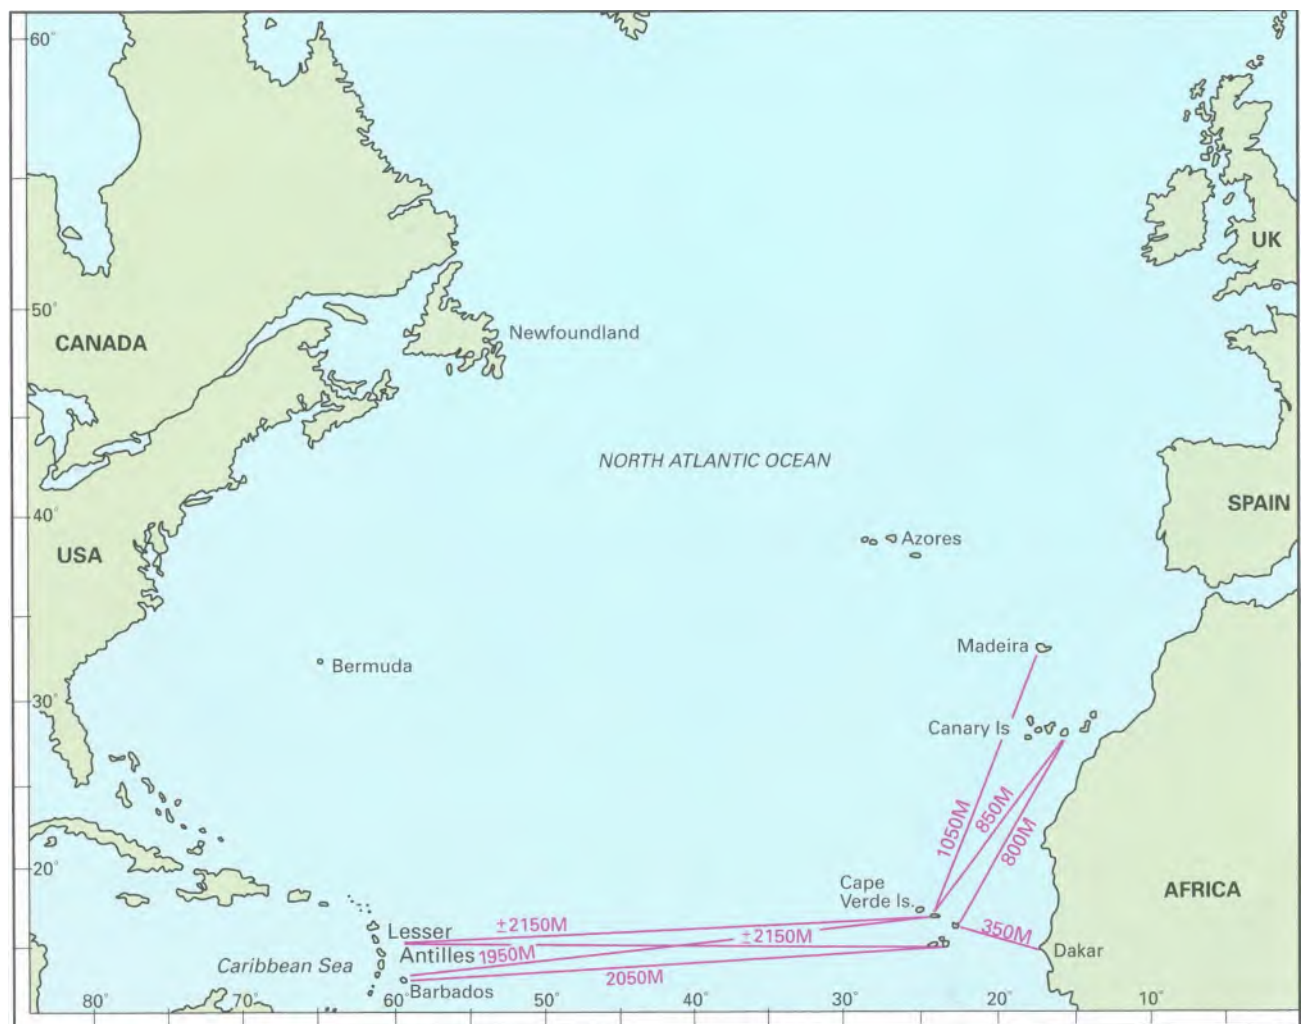 60°
UK
50°
CANADA
Newfoundland
NORTH ATLANTIC OCEAN
SPAIN
40°
Azores
USA
Madeira
Bermuda
30°
Canary Is
1050M
850M
800M
20°
Cape
Verde Is.
AFRICA
±2150M
Lesser
350M
±2150M
Antilles
1950M
Dakar
Caribbean Sea
2050M
Barbados
80°
70°
60°
50°
40°
30°
20°
10°